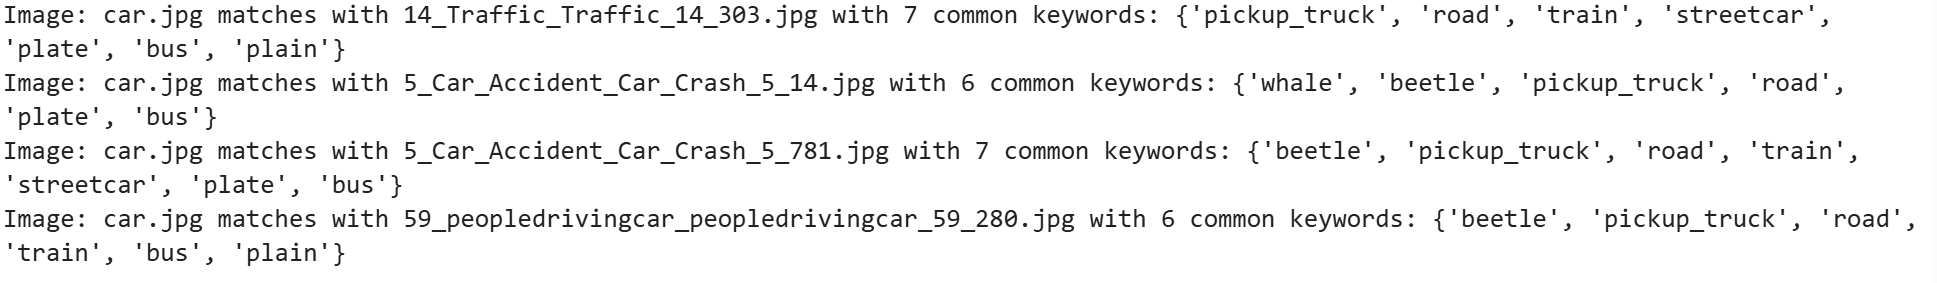 Image: car.jpg matches with 14_Traffic_Traffic_14_303.jpg with 7 common keywords: {'pickup_truck', 'road', 'train', 'streetcar',
'plate', 'bus', 'plain'}
Image: car.jpg matches with 5_Car_Accident_Car_Crash_5_14.jpg with 6 common keywords: {'whale', 'beetle', 'pickup_truck', 'road',
'plate', 'bus'}
Image: car.jpg matches with 5_Car_Accident_Car_Crash_5_781.jpg with 7 common keywords: {'beetle', 'pickup_truck', 'road', 'train',
'streetcar', 'plate', 'bus'}
Image: car.jpg matches with 59_peopledrivingcar_peopledrivingcar_59_280.jpg with 6 common keywords: {'beetle', 'pickup_truck', 'road',
'train', 'bus', 'plain'}